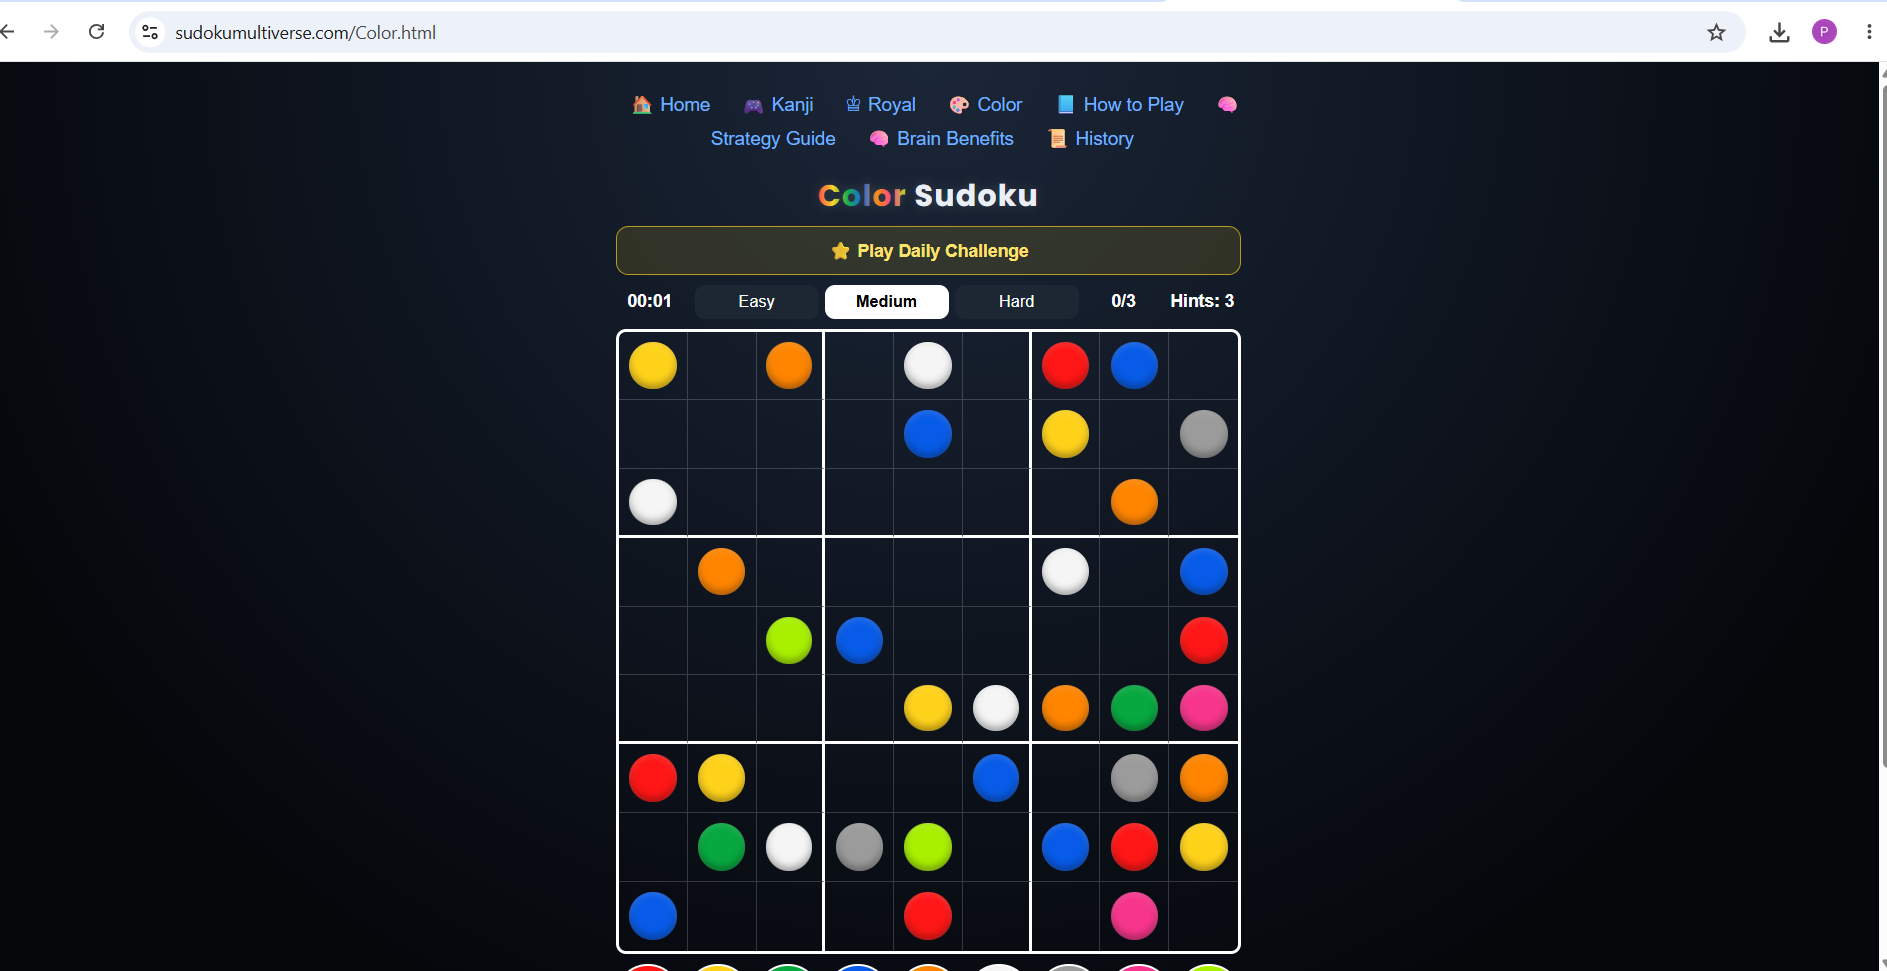 sudokumultiverse.com/Color.html
P
Home Kanji Royal Color How to Play
Strategy Guide Brain Benefits History
Color Sudoku
Play Daily Challenge
00:01 Easy Medium Hard 0/3 Hints: 3